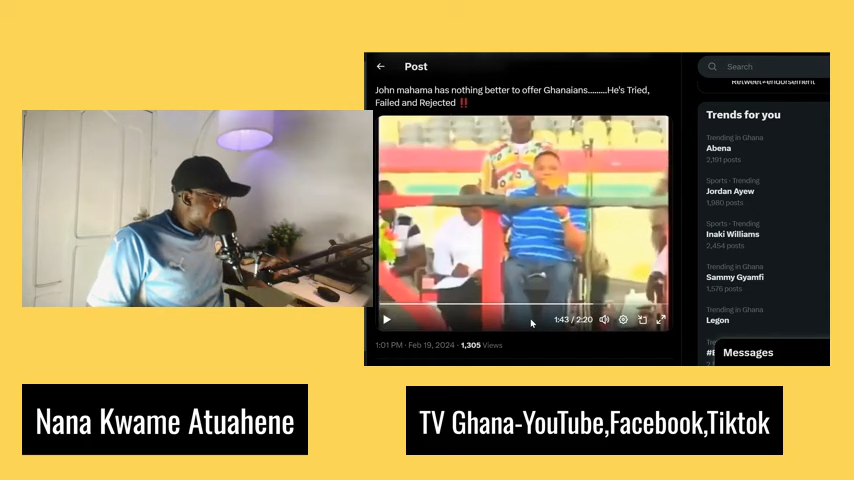 Post
Search
John mahama has nothing better to offer Ghanaians.........He's Tried,
Failed and Rejected ‼️
Retweet≠endorsement
Trends for you
Trending in Ghana
Abena
2,191 posts
Sports · Trending
Jordan Ayew
1,980 posts
Sports · Trending
Inaki Williams
2,454 posts
Trending in Ghana
Sammy Gyamfi
1,576 posts
Trending in Ghana
Legon
Messages
1:43 / 2:20
1:01 PM · Feb 19, 2024 · 1,305 Views
Nana Kwame Atuahene
TV Ghana-YouTube,Facebook,Tiktok